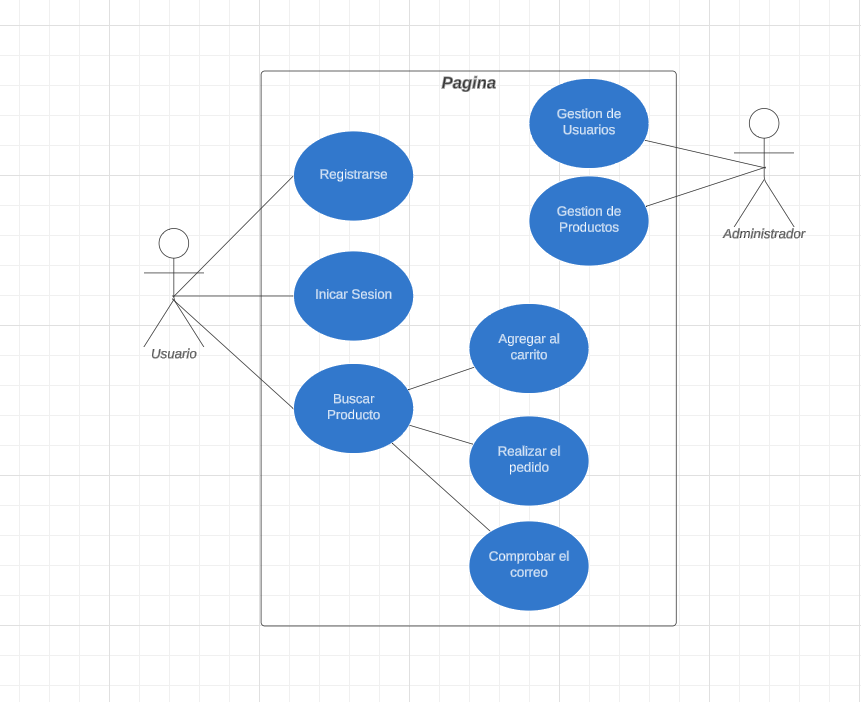 Pagina
Gestion de
Usuarios
Registrarse
Gestion de
Productos
Administrador
Inicar Sesion
Usuario
Agregar al
carrito
Buscar
Producto
Realizar el
pedido
Comprobar el
correo